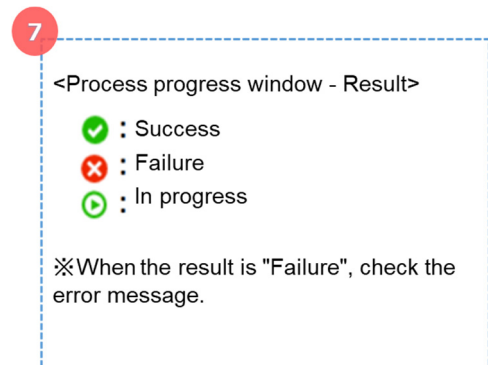 7
<Process progress window - Result>
: Success
: Failure
: In progress
※When the result is "Failure", check the
error message.